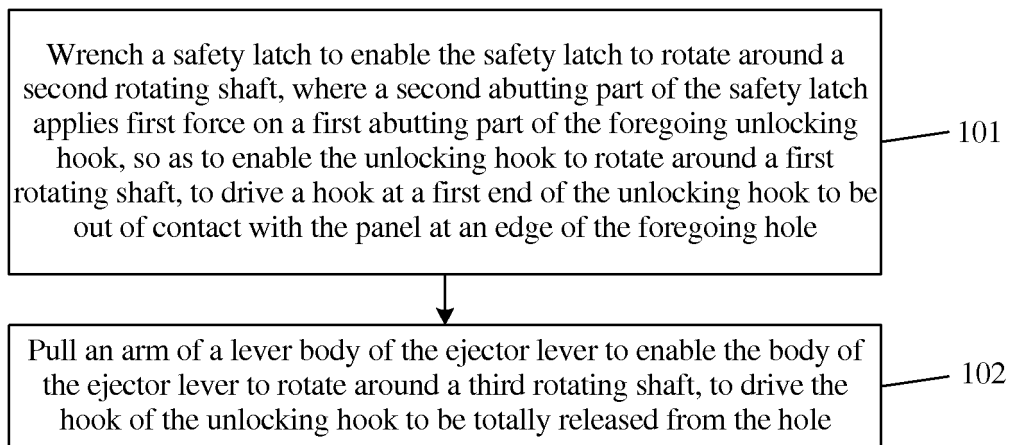 Wrench a safety latch to enable the safety latch to rotate around a
second rotating shaft, where a second abutting part of the safety latch
applies first force on a first abutting part of the foregoing unlocking
hook, so as to enable the unlocking hook to rotate around a first
rotating shaft, to drive a hook at a first end of the unlocking hook to be
out of contact with the panel at an edge of the foregoing hole
101
Pull an arm of a lever body of the ejector lever to enable the body of
the ejector lever to rotate around a third rotating shaft, to drive the
hook of the unlocking hook to be totally released from the hole
102